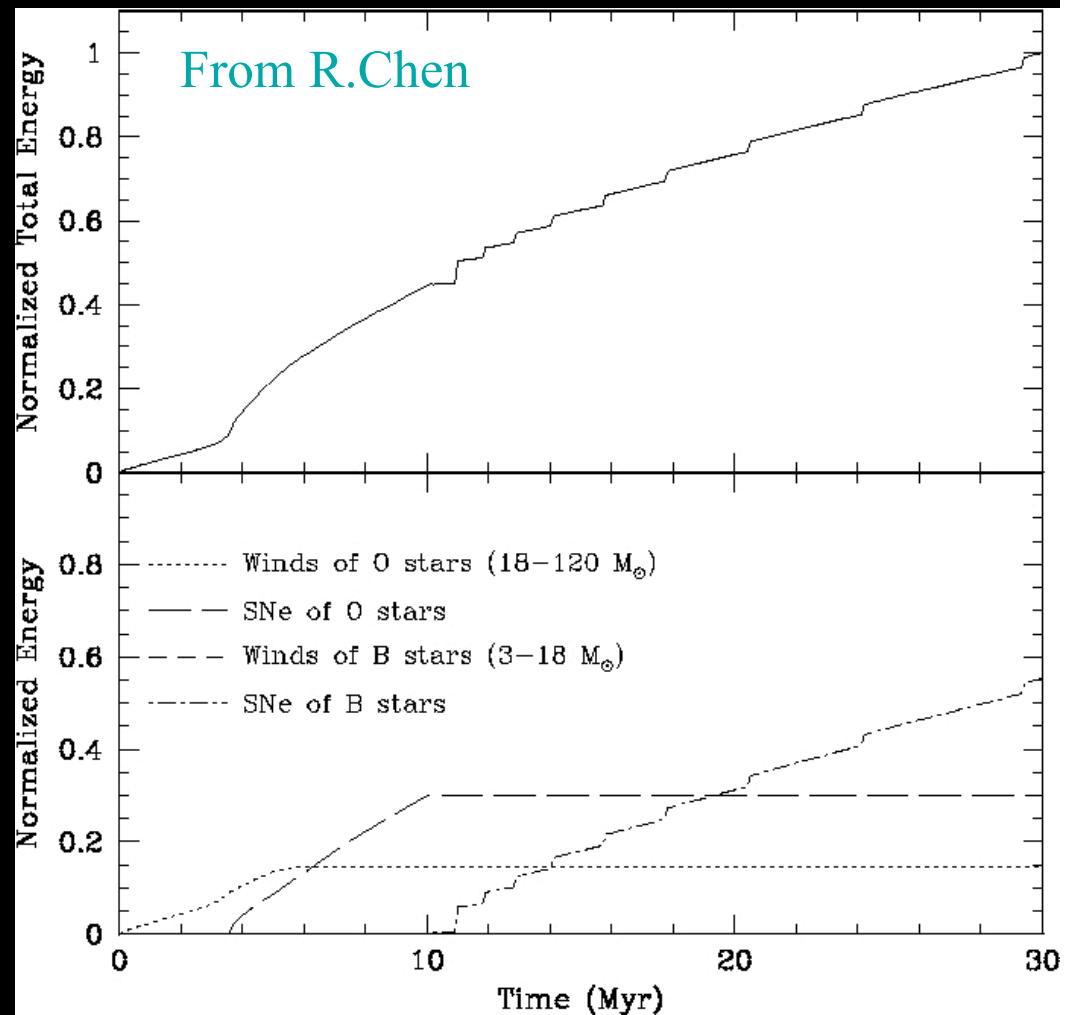 From R.Chen
Normalized Total Energy
1
0.8
0.6
0.4
0.2
0
Normalized Energy
0.8
0.6
0.4
0.2
0
Winds of O stars (18-120 M☉)
SNe of O stars
Winds of B stars (3-18 M☉)
SNe of B stars
0 10 20 30
Time (Myr)